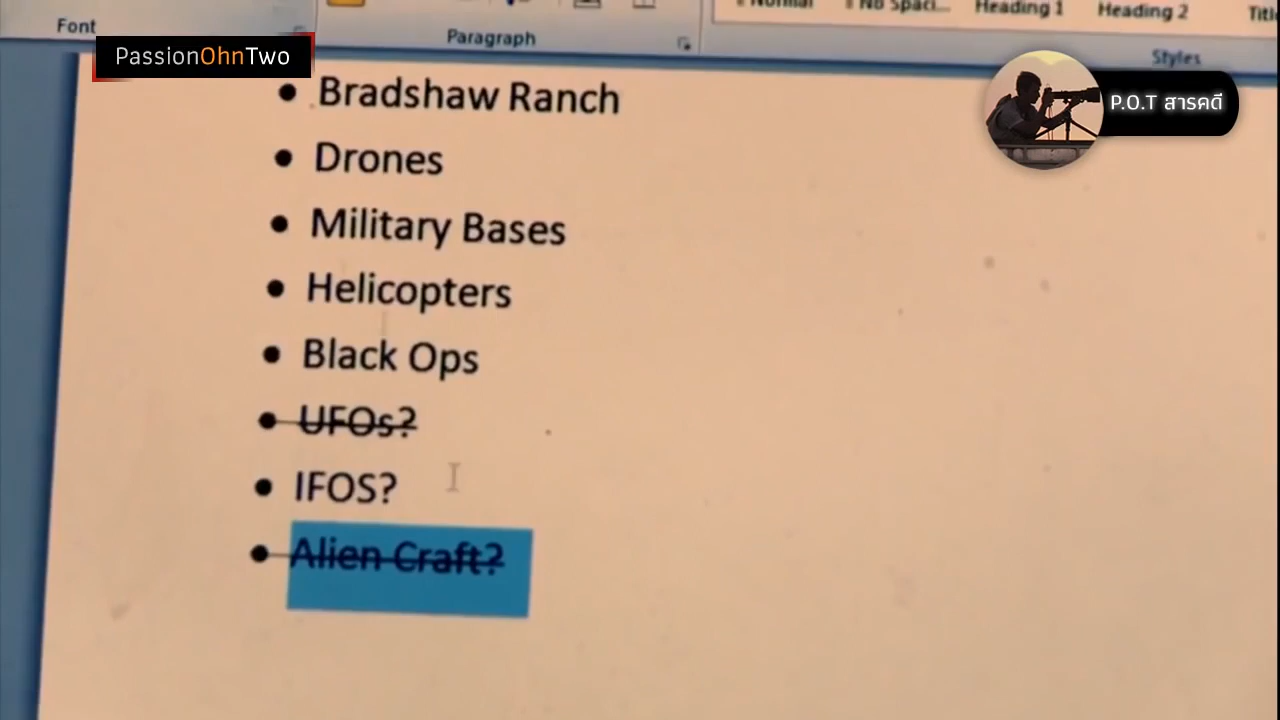 Font
Paragraph
Heading 1
Heading 2
Styles
PassionOhnTwo
P.O.T สารคดี
Bradshaw Ranch
Drones
Military Bases
Helicopters
Black Ops
UFOs?
IFOS?
Alien Craft?